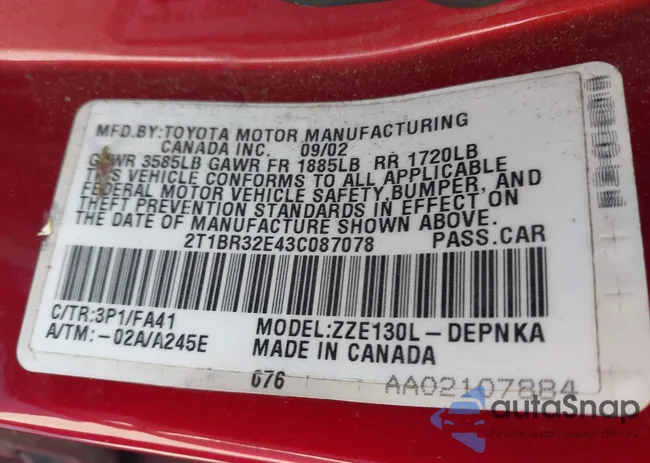 MFD.BY:TOYOTA MOTOR MANUFACTURING
CANADA INC. 09/02
GVWR 3585LB GAWR FR 1885LB RR 1720LB
THIS VEHICLE CONFORMS TO ALL APPLICABLE
FEDERAL MOTOR VEHICLE SAFETY, BUMPER, AND
THEFT PREVENTION STANDARDS IN EFFECT ON
THE DATE OF MANUFACTURE SHOWN ABOVE.
2T1BR32E43C087078 PASS.CAR
C/TR:3P1/FA41 MODEL:ZZE130L-DEPNKA
A/TM:-02A/A245E MADE IN CANADA
676 AA02107884
autoSnap